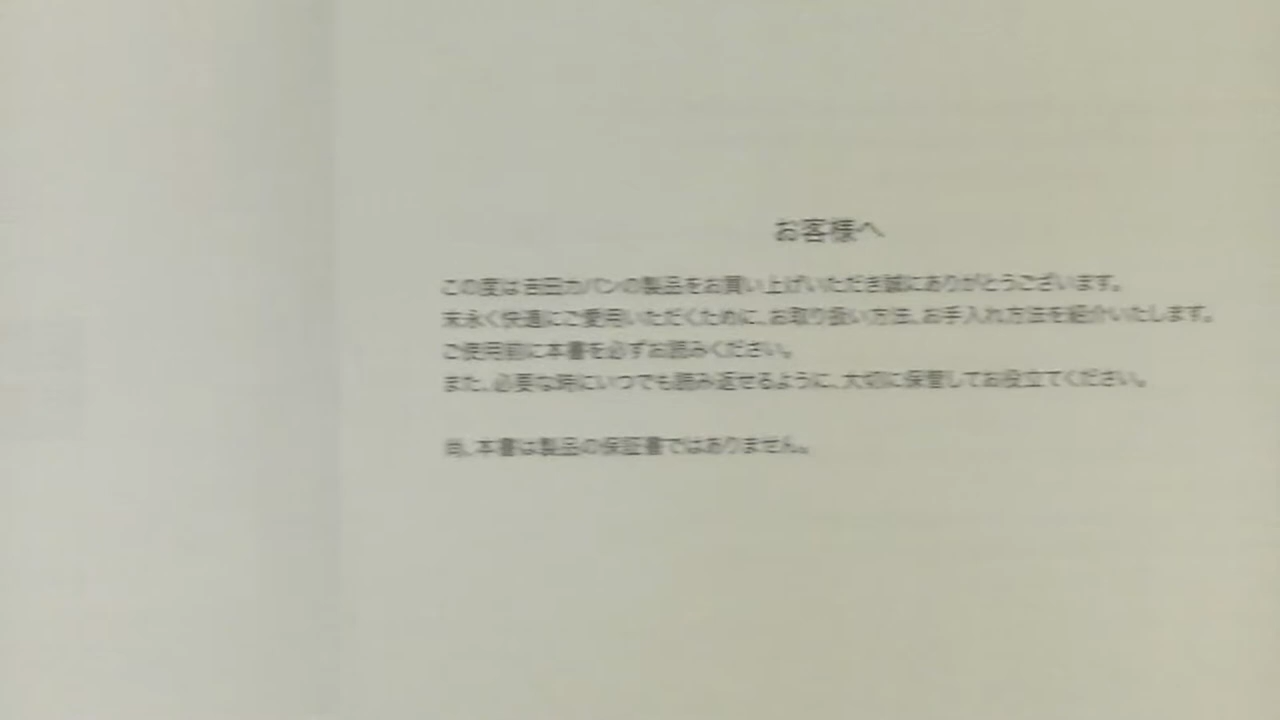 お客様へ
この度は吉田カバンの製品をお買い上げいただき誠にありがとうございます。
末永く快適にご愛用いただくために、お取り扱い方法、お手入れ方法を紹介いたします。
ご使用前に本書を必ずお読みください。
また、必要な時にいつでも読み返せるように、大切に保管してお役立てください。
尚、本書は製品の保証書ではありません。